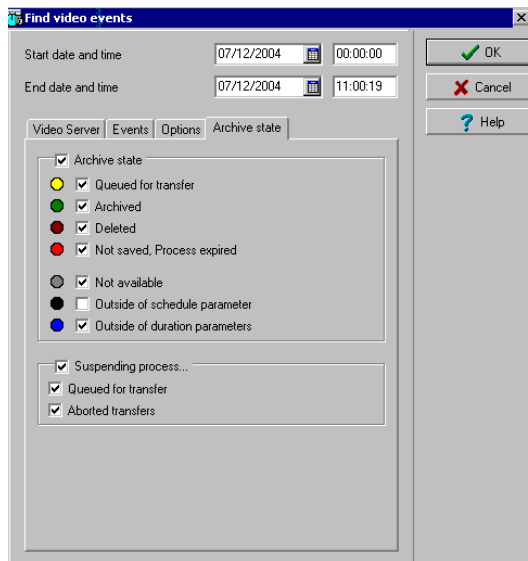 Find video events
Start date and time 07/12/2004 00:00:00
End date and time 07/12/2004 11:00:19
OK
Cancel
Help
Video Server Events Options Archive state
Archive state
Queued for transfer
Archived
Deleted
Not saved, Process expired
Not available
Outside of schedule parameter
Outside of duration parameters
Suspending process...
Queued for transfer
Aborted transfers